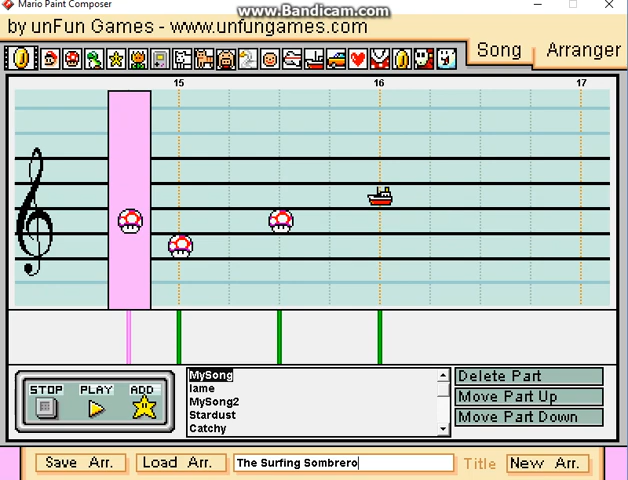 Mario Paint Composer
www.Bandicam.com
by unFun Games - www.unfungames.com
Song
Arranger
15
16
17
STOP
PLAY
ADD
MySong
lame
MySong2
Stardust
Catchy
Delete Part
Move Part Up
Move Part Down
Save Arr.
Load Arr.
The Surfing Sombrero
Title
New Arr.